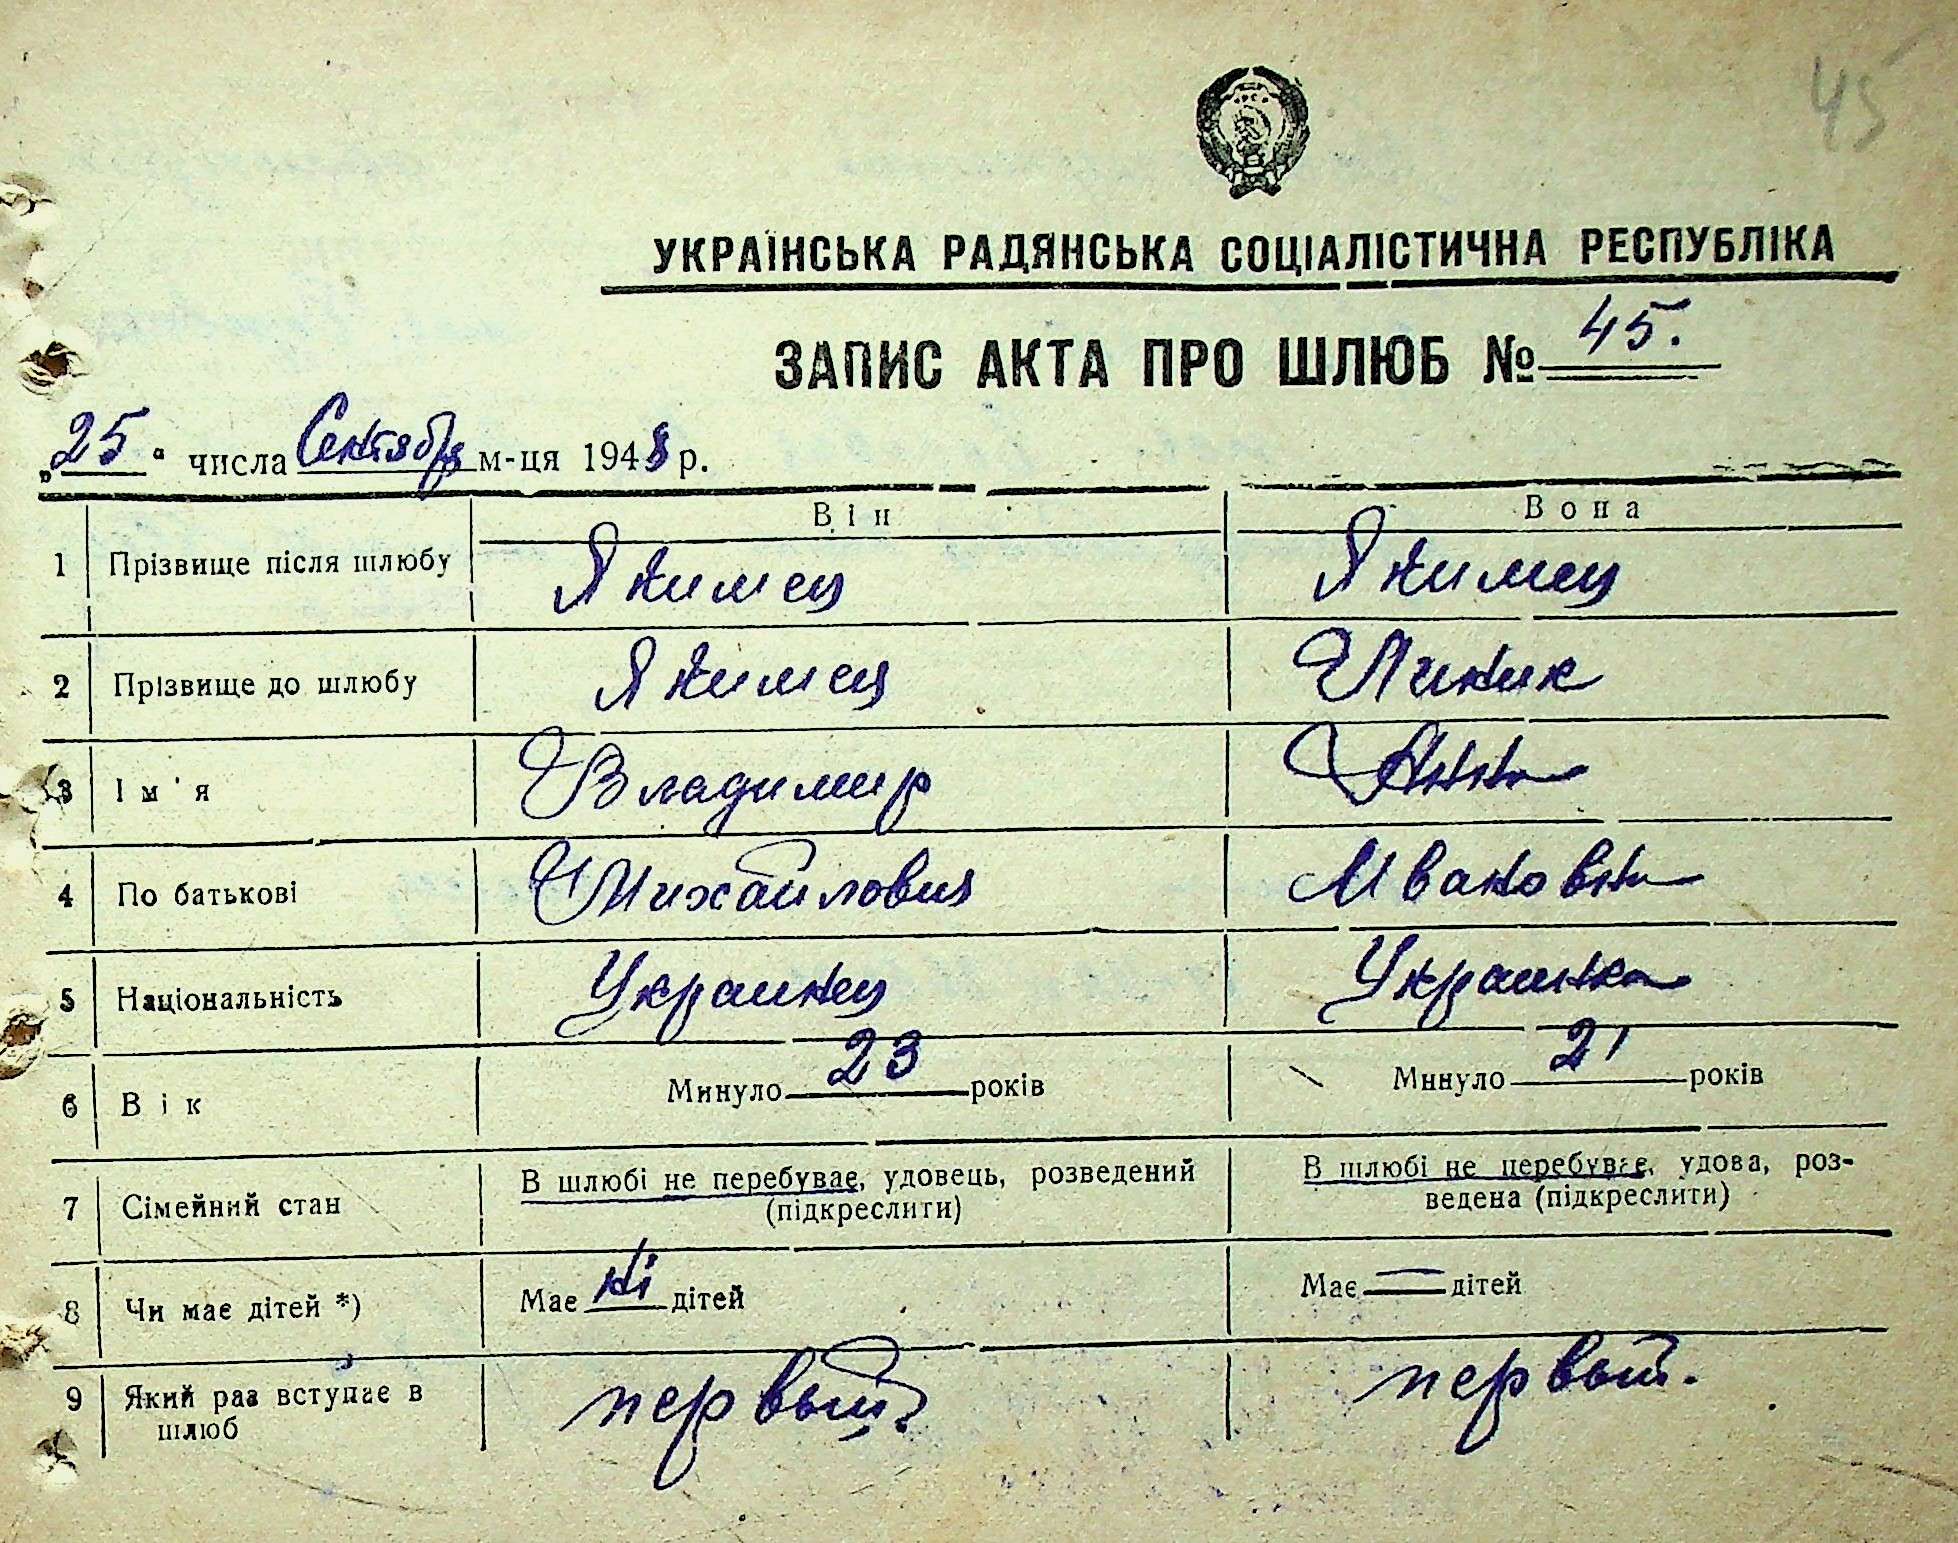 45
УКРАЇНСЬКА РАДЯНСЬКА СОЦІАЛІСТИЧНА РЕСПУБЛІКА
ЗАПИС АКТА ПРО ШЛЮБ № 45.
„25“ числа Сентября м-ця 1948 р.
Він Вона
1 Прізвище після шлюбу Якимец Якимец
2 Прізвище до шлюбу Якимец Линик
3 Ім'я Владимир Анна
4 По батькові Михайлович Ивановна
5 Національність Украинец Украинка
6 Вік Минуло 23 років Минуло 21 років
7 Сімейний стан В шлюбі не перебуває, удовець, розведений (підкреслити) В шлюбі не перебуває, удова, роз-
ведена (підкреслити)
8 Чи має дітей *) Має ні дітей Має — дітей
9 Який раз вступає в шлюб первый первый.